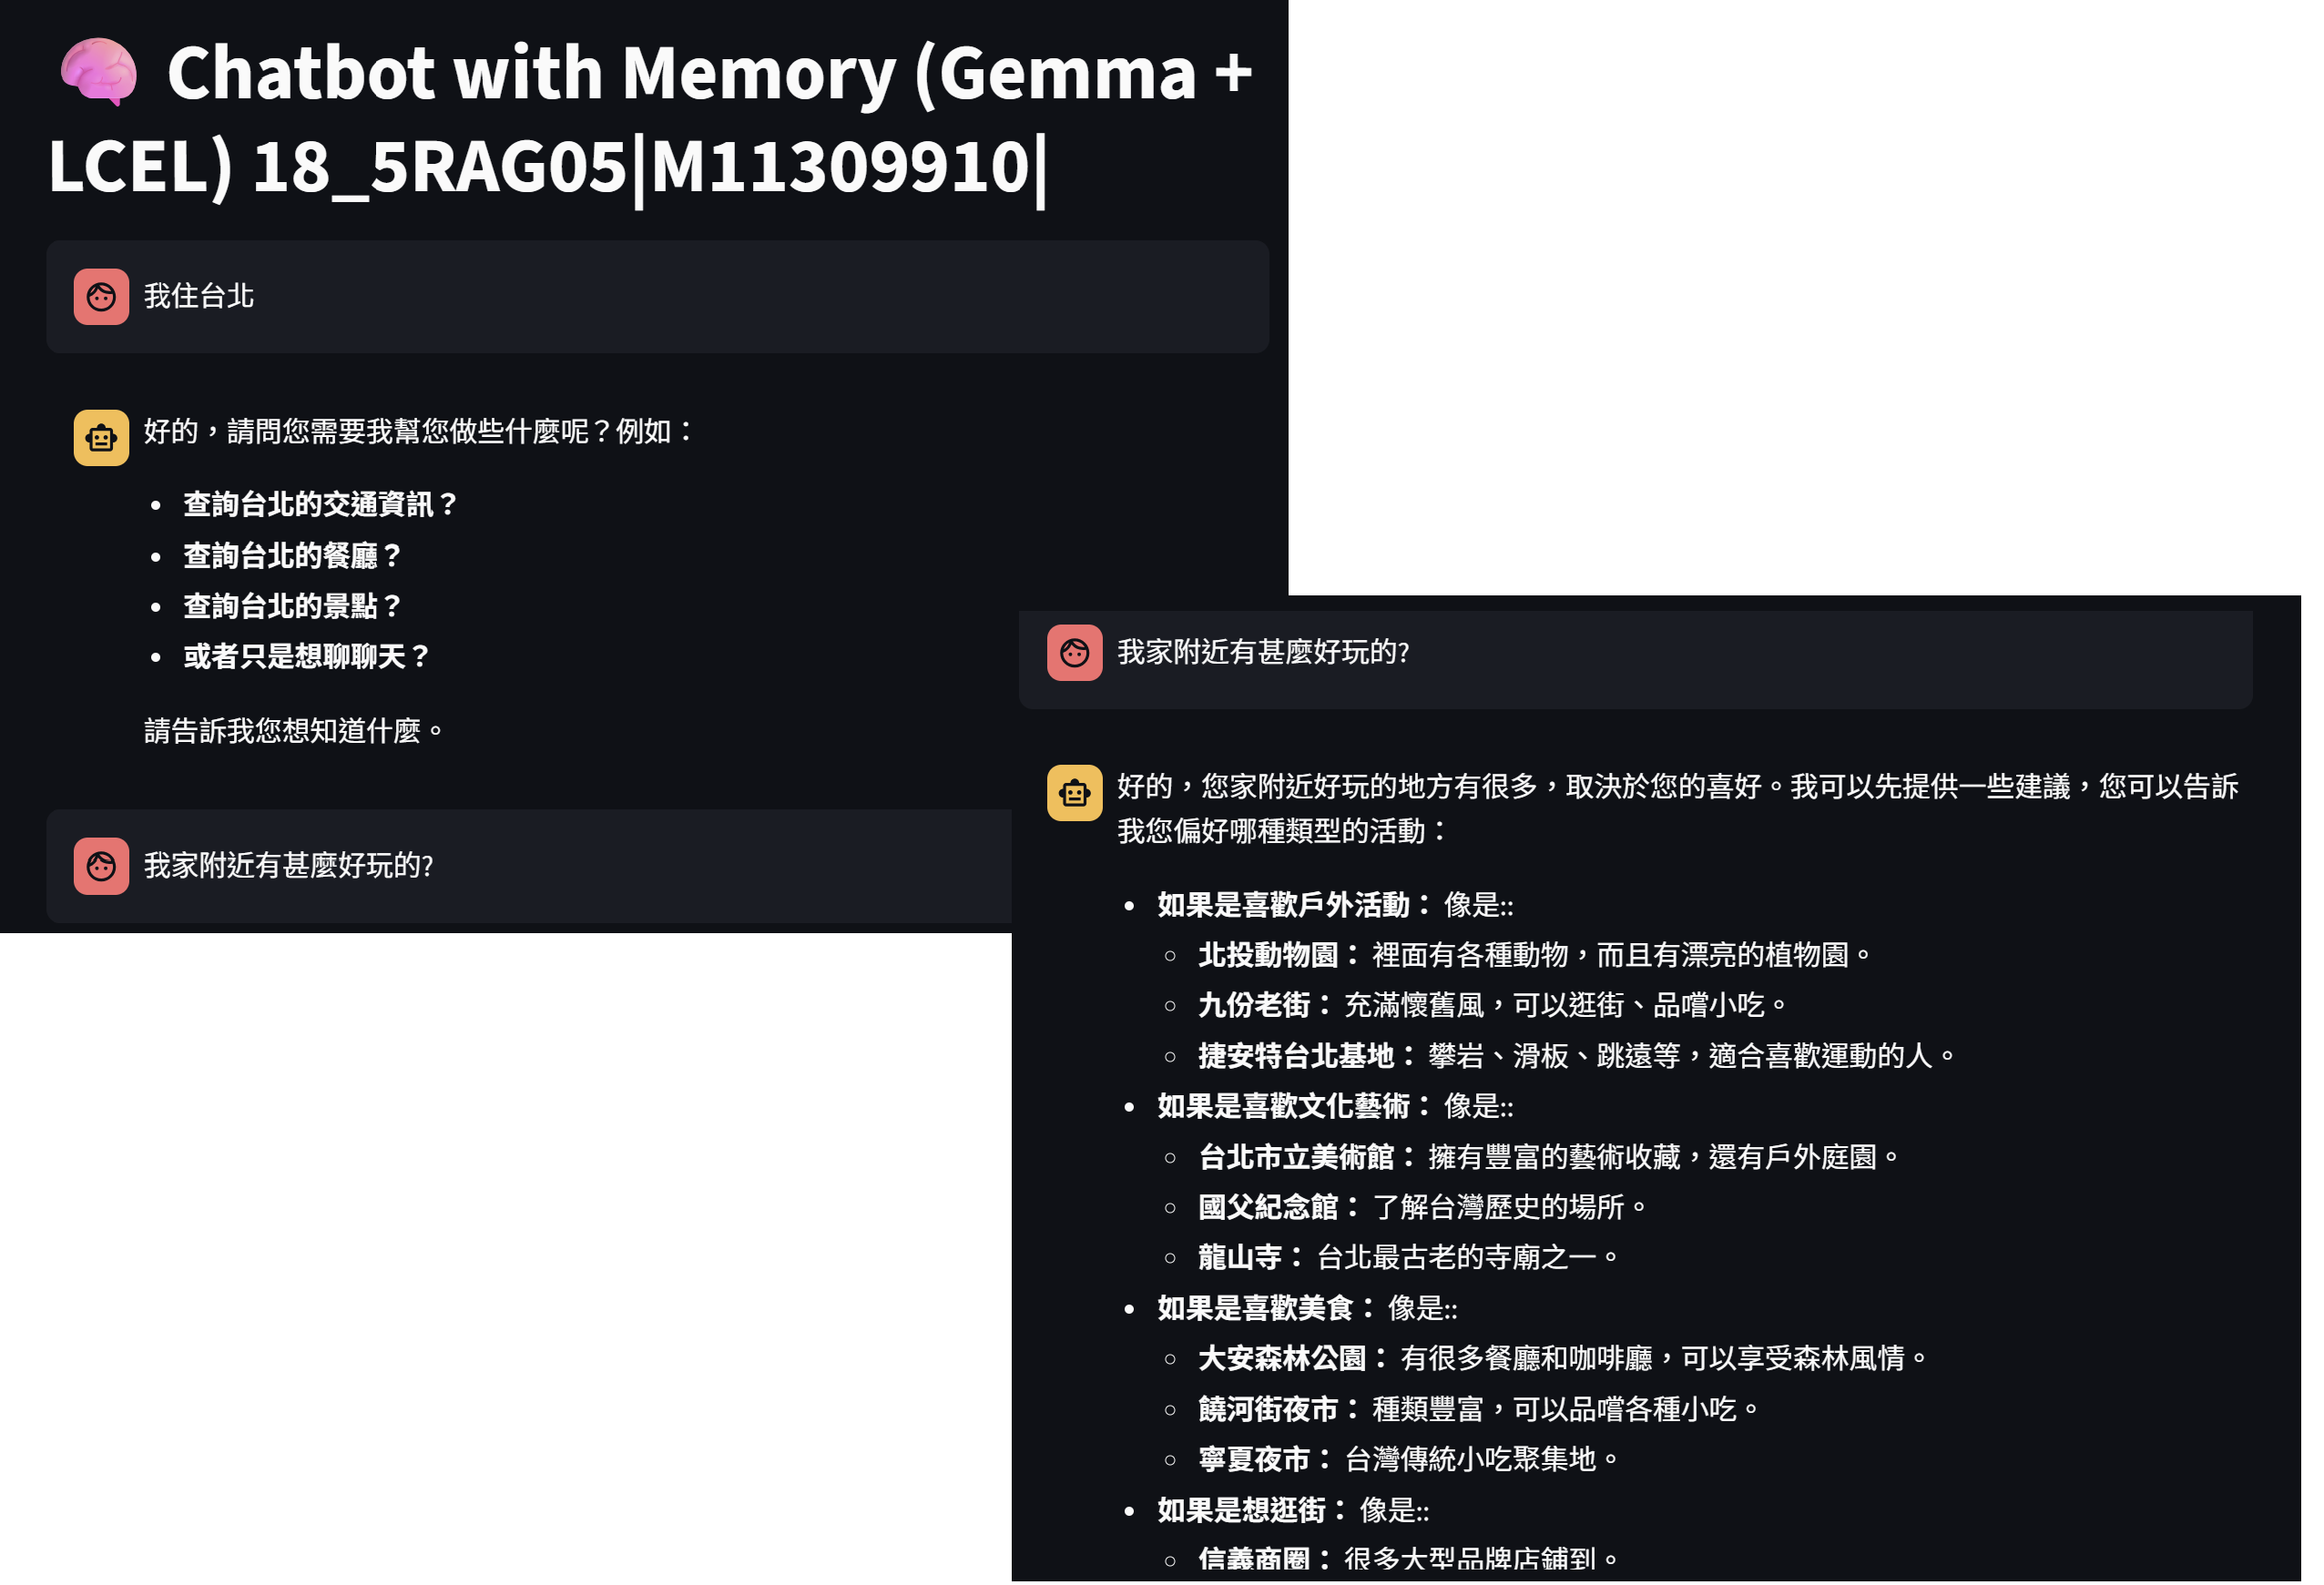 Chatbot with Memory (Gemma +
LCEL) 18_5RAG05|M11309910|
我住台北
好的，請問您需要我幫您做些什麼呢？例如：
查詢台北的交通資訊？
查詢台北的餐廳？
查詢台北的景點？
或者只是想聊聊天？
請告訴我您想知道什麼。
我家附近有甚麼好玩的?
我家附近有甚麼好玩的?
好的，您家附近好玩的地方有很多，取決於您的喜好。我可以先提供一些建議，您可以告訴
我您偏好哪種類型的活動：
如果是喜歡戶外活動： 像是::
北投動物園： 裡面有各種動物，而且有漂亮的植物園。
九份老街： 充滿懷舊風，可以逛街、品嚐小吃。
捷安特台北基地： 攀岩、滑板、跳遠等，適合喜歡運動的人。
如果是喜歡文化藝術： 像是::
台北市立美術館： 擁有豐富的藝術收藏，還有戶外庭園。
國父紀念館： 了解台灣歷史的場所。
龍山寺： 台北最古老的寺廟之一。
如果是喜歡美食： 像是::
大安森林公園： 有很多餐廳和咖啡廳，可以享受森林風情。
饒河街夜市： 種類豐富，可以品嚐各種小吃。
寧夏夜市： 台灣傳統小吃聚集地。
如果是想逛街： 像是::
信義商圈： 很多大型品牌店鋪到。